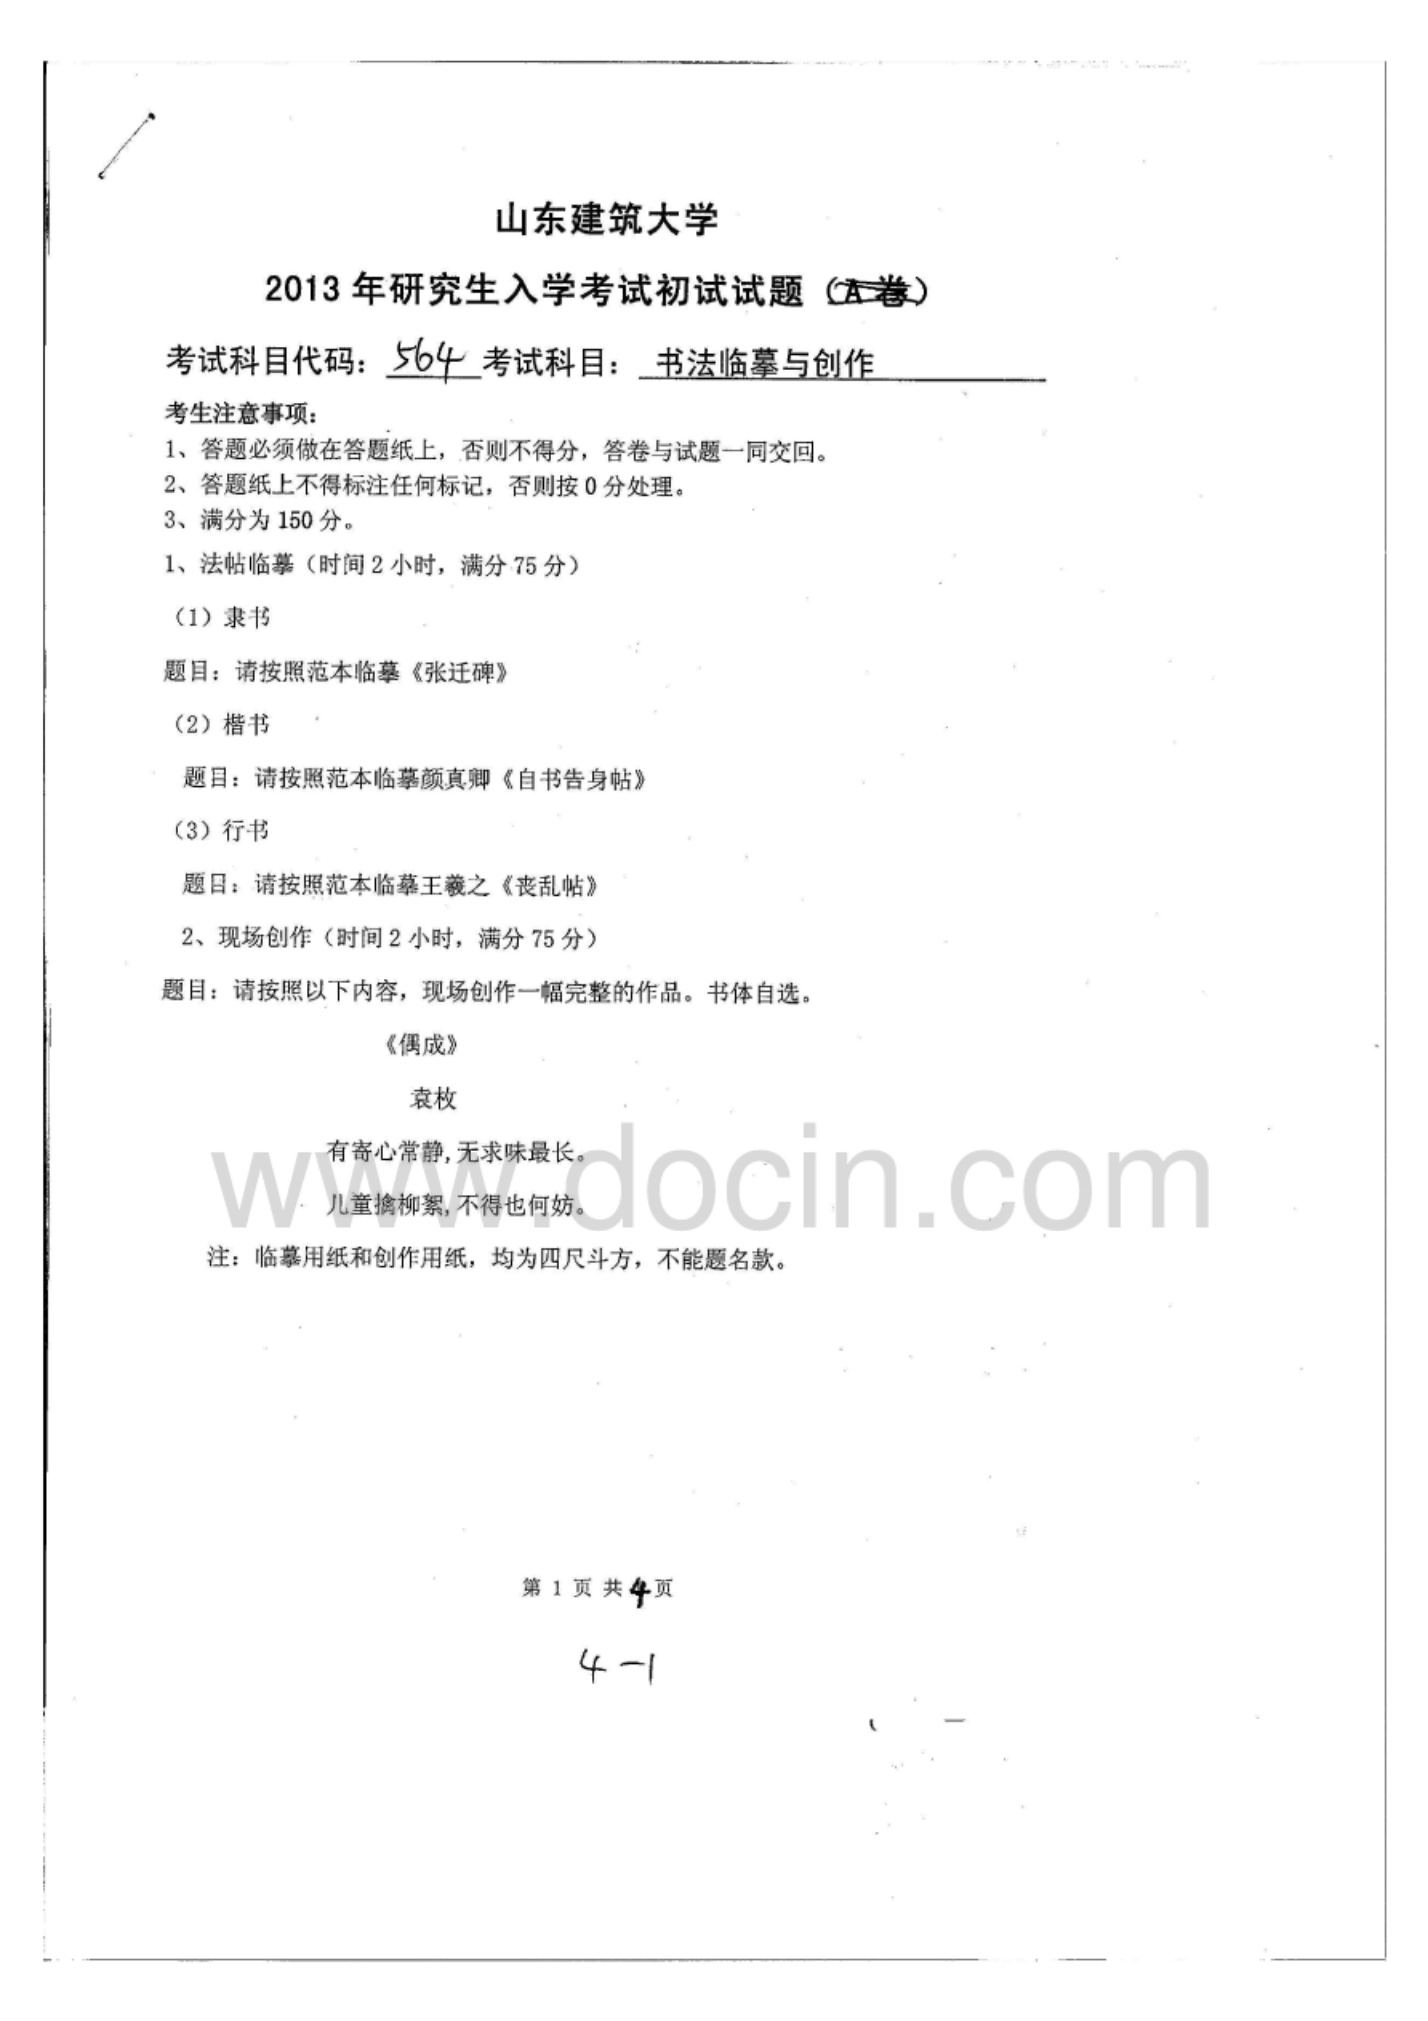 山东建筑大学
2013年研究生入学考试初试试题（A卷）
考试科目代码：564 考试科目：书法临摹与创作
考生注意事项：
1、答题必须做在答题纸上，否则不得分，答卷与试题一同交回。
2、答题纸上不得标注任何标记，否则按0分处理。
3、满分为150分。
1、法帖临摹（时间2小时，满分75分）
（1）隶书
题目：请按照范本临摹《张迁碑》
（2）楷书
题目：请按照范本临摹颜真卿《自书告身帖》
（3）行书
题目：请按照范本临摹王羲之《丧乱帖》
2、现场创作（时间2小时，满分75分）
题目：请按照以下内容，现场创作一幅完整的作品。书体自选。
《偶成》
袁枚
有寄心常静,无求味最长。
儿童擒柳絮,不得也何妨。
www.docin.com
注：临摹用纸和创作用纸，均为四尺斗方，不能题名款。
第 1 页 共4页
4-1